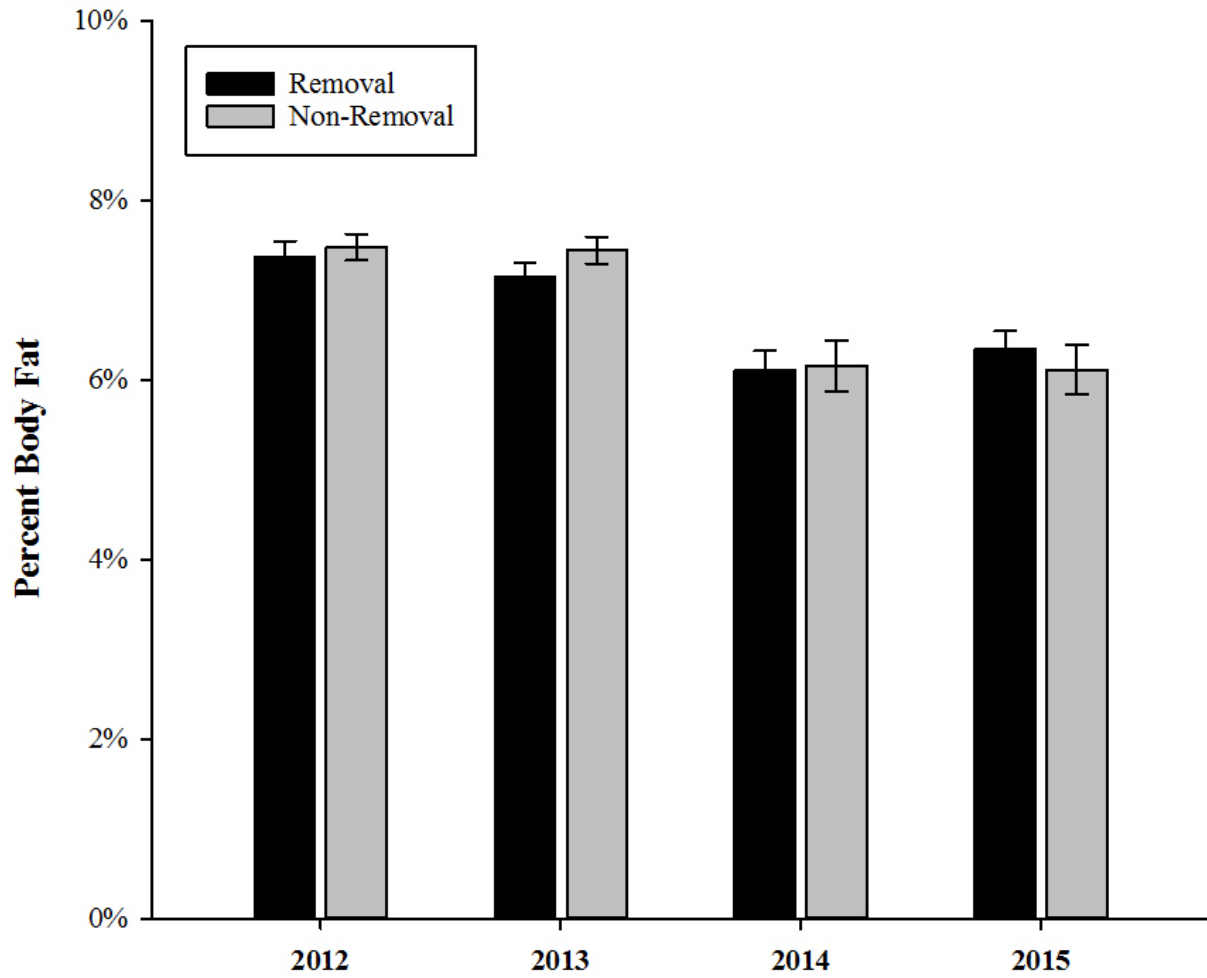 10%
Removal
Non-Removal
8%
6%
4%
2%
0%
Percent Body Fat
2012 2013 2014 2015